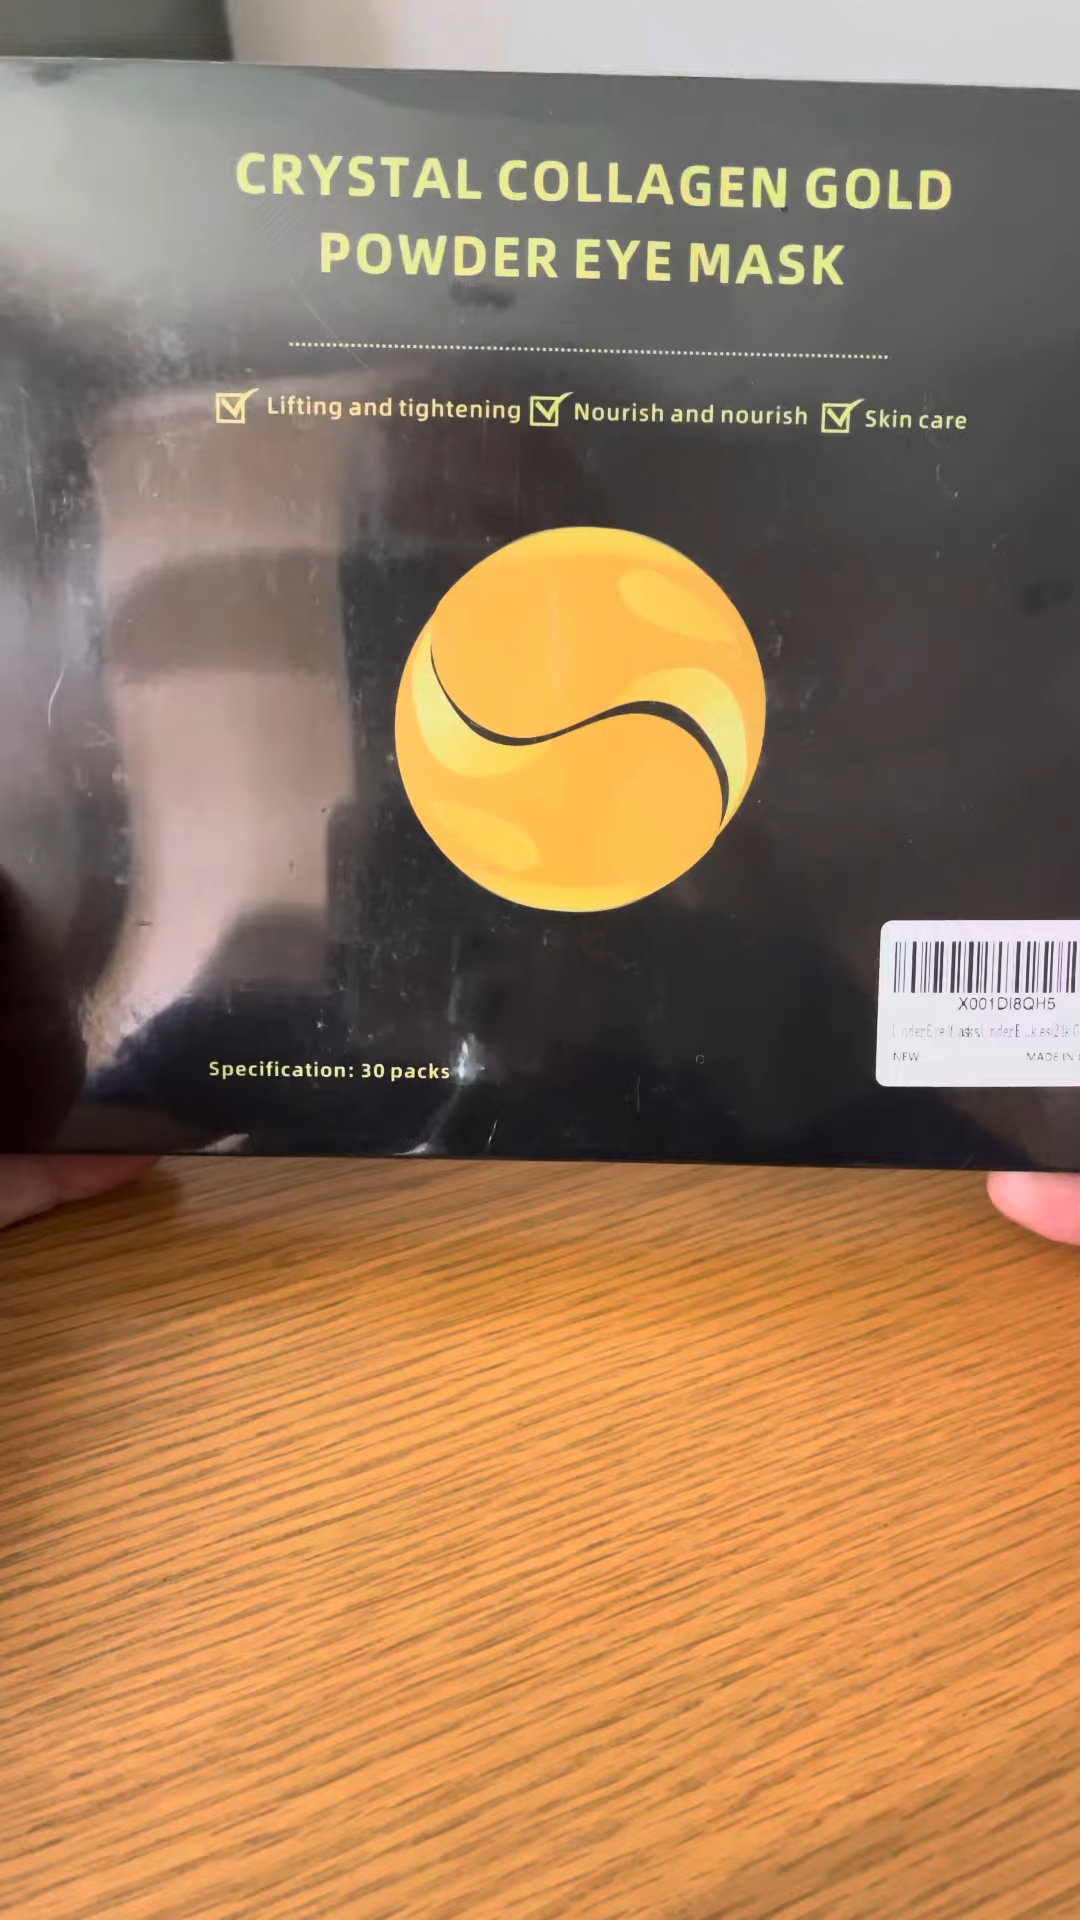 CRYSTAL COLLAGEN GOLD
POWDER EYE MASK
Lifting and tightening Nourish and nourish Skin care
X001DI8QH5
NEW MADE IN
Specification: 30 packs